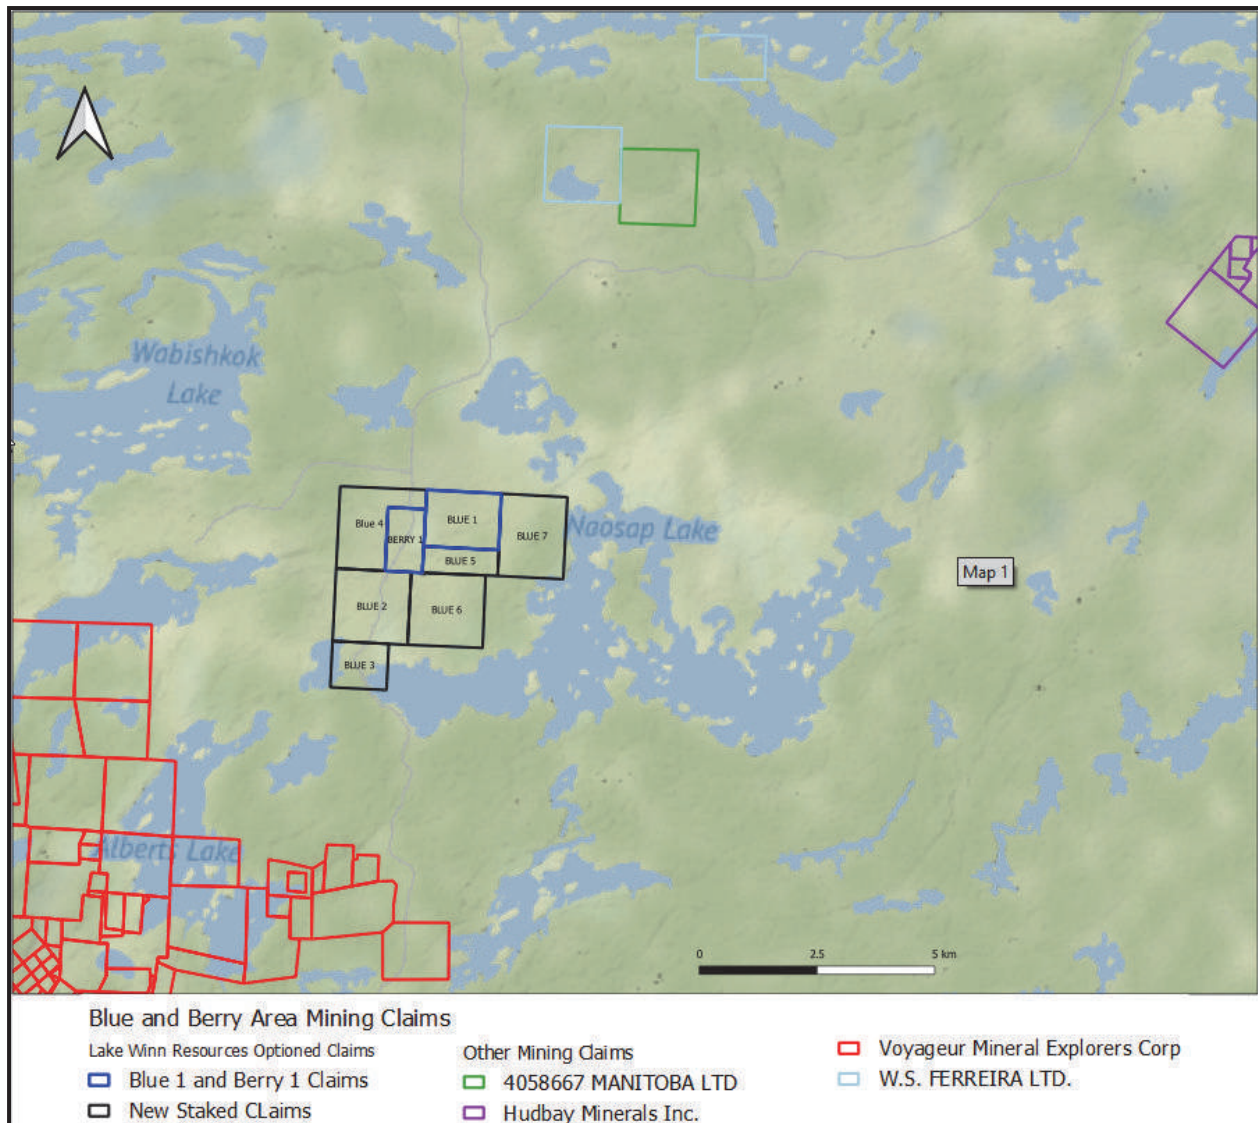 Wabishkok
Lake
Blue 4
BLUE 1
BERRY 1
BLUE 7
Naosap Lake
BLUE 5
Map 1
BLUE 2
BLUE 6
BLUE 3
Alberts Lake
0 2.5 5 km
Blue and Berry Area Mining Claims
Lake Winn Resources Optioned Claims
Blue 1 and Berry 1 Claims
New Staked CLaims
Other Mining Claims
4058667 MANITOBA LTD
Hudbay Minerals Inc.
Voyageur Mineral Explorers Corp
W.S. FERREIRA LTD.